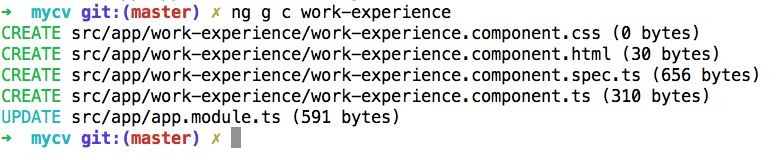 ➜  mycv git:(master) ✗ ng g c work-experience
CREATE src/app/work-experience/work-experience.component.css (0 bytes)
CREATE src/app/work-experience/work-experience.component.html (30 bytes)
CREATE src/app/work-experience/work-experience.component.spec.ts (656 bytes)
CREATE src/app/work-experience/work-experience.component.ts (310 bytes)
UPDATE src/app/app.module.ts (591 bytes)
➜  mycv git:(master) ✗